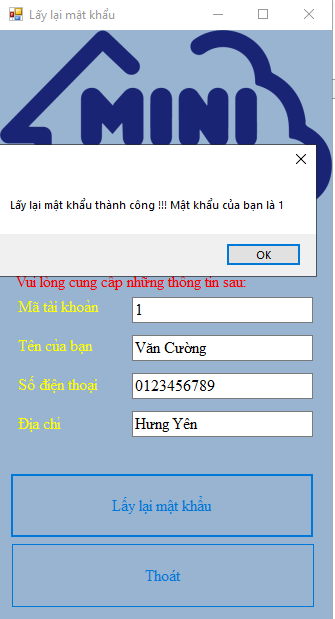 Lấy lại mật khẩu
MINI
Lấy lại mật khẩu thành công !!! Mật khẩu của bạn là 1
OK
Vui lòng cung cấp những thông tin sau:
Mã tài khoản
1
Tên của bạn
Văn Cường
Số điện thoại
0123456789
Địa chỉ
Hưng Yên
Lấy lại mật khẩu
Thoát